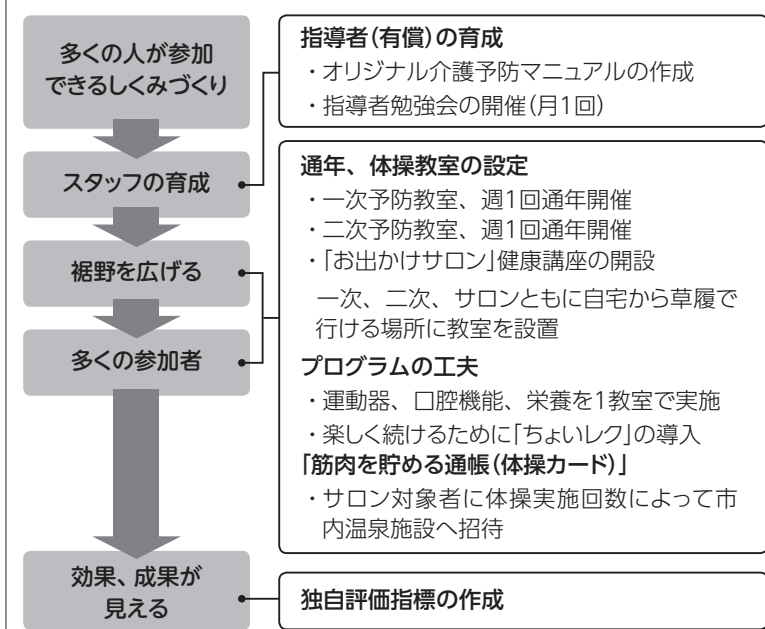 多くの人が参加
できるしくみづくり
スタッフの育成
裾野を広げる
多くの参加者
効果、成果が
見える
指導者(有償)の育成
・オリジナル介護予防マニュアルの作成
・指導者勉強会の開催(月1回)
通年、体操教室の設定
・一次予防教室、週1回通年開催
・二次予防教室、週1回通年開催
・「お出かけサロン」健康講座の開設
一次、二次、サロンともに自宅から草履で
行ける場所に教室を設置
プログラムの工夫
・運動器、口腔機能、栄養を1教室で実施
・楽しく続けるために「ちょいレク」の導入
「筋肉を貯める通帳(体操カード)」
・サロン対象者に体操実施回数によって市
内温泉施設へ招待
独自評価指標の作成